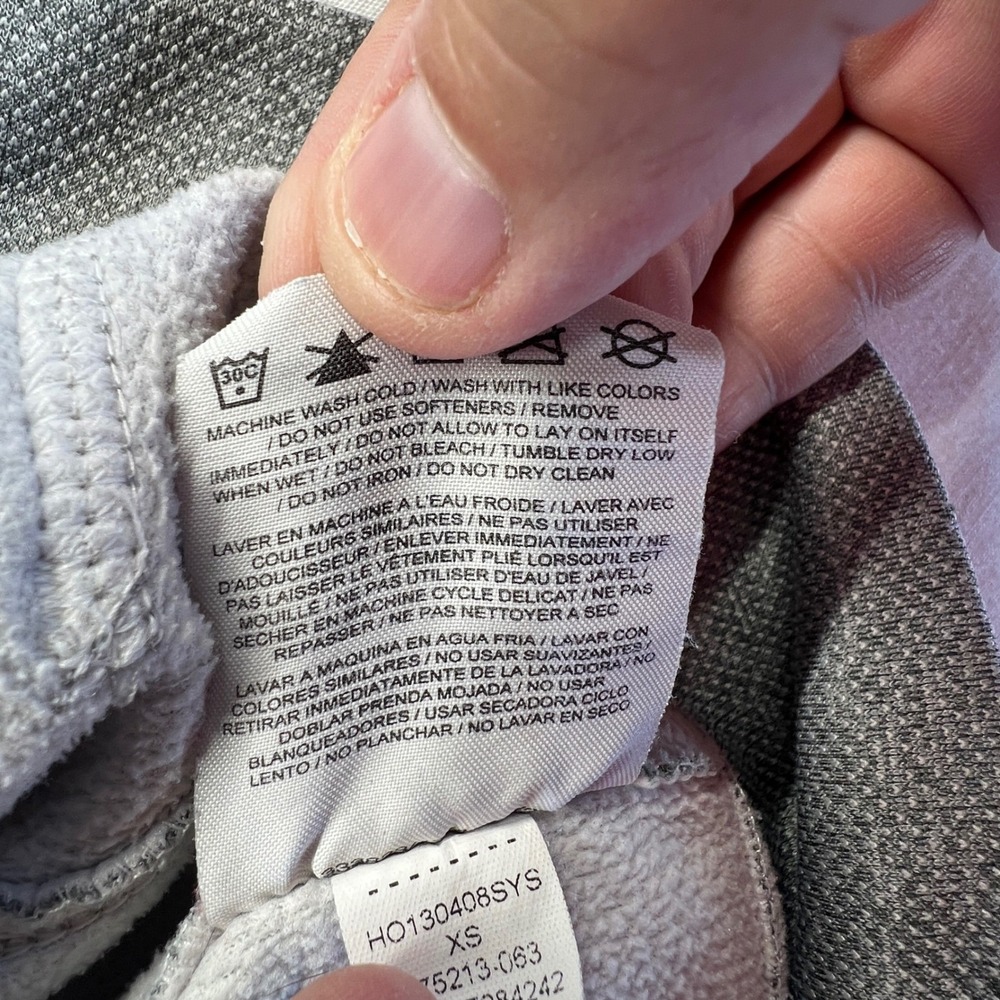 30C
MACHINE WASH COLD / WASH WITH LIKE COLORS
/ DO NOT USE SOFTENERS / REMOVE
IMMEDIATELY / DO NOT ALLOW TO LAY ON ITSELF
WHEN WET / DO NOT BLEACH / TUMBLE DRY LOW
/ DO NOT IRON / DO NOT DRY CLEAN
LAVER EN MACHINE A L'EAU FROIDE / LAVER AVEC
COULEURS SIMILAIRES / NE PAS UTILISER
D'ADOUCISSEUR / ENLEVER IMMEDIATEMENT / NE
PAS LAISSER LE VÊTEMENT PLIÉ LORSQU'IL EST
MOUILLE / NE PAS UTILISER D'EAU DE JAVEL /
SECHER EN MACHINE CYCLE DELICAT / NE PAS
REPASSER / NE PAS NETTOYER A SEC
LAVAR A MAQUINA EN AGUA FRIA / LAVAR CON
COLORES SIMILARES / NO USAR SUAVIZANTES /
RETIRAR INMEDIATAMENTE DE LA LAVADORA / NO
DOBLAR PRENDA MOJADA / NO USAR
BLANQUEADORES / USAR SECADORA CICLO
LENTO / NO PLANCHAR / NO LAVAR EN SECO
HO130408SYS
XS
75213-063
284242